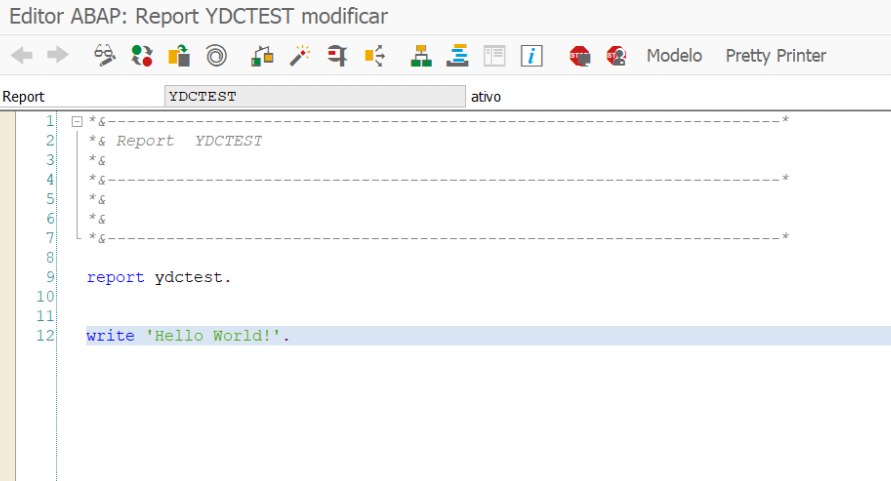 Editor ABAP: Report YDCTEST modificar
Modelo Pretty Printer
Report YDCTEST ativo
1 *&---------------------------------------------------------------------*
2 *& Report  YDCTEST
3 *&
4 *&---------------------------------------------------------------------*
5 *&
6 *&
7 *&---------------------------------------------------------------------*
8
9 report ydctest.
10
11
12 write 'Hello World!'.